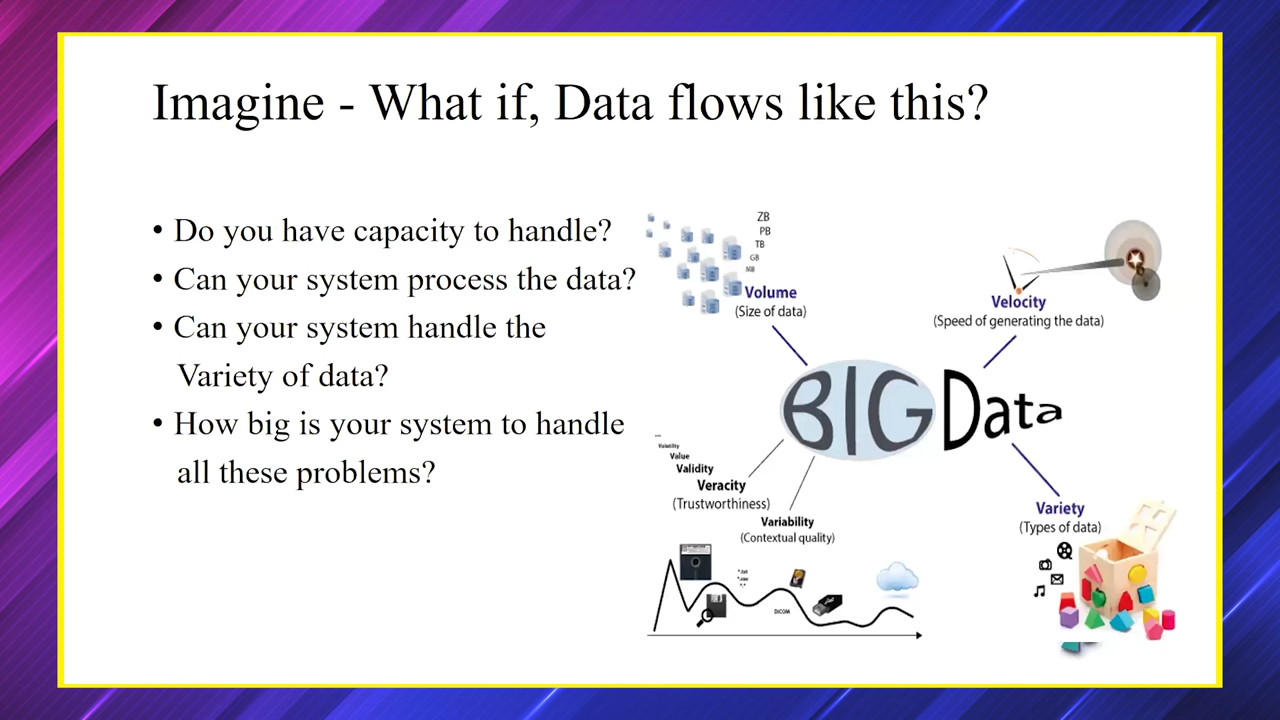 Imagine - What if, Data flows like this?
• Do you have capacity to handle?
• Can your system process the data?
• Can your system handle the
Variety of data?
• How big is your system to handle
all these problems?
ZB
PB
TB
GB
MB
Volume
(Size of data)
Velocity
(Speed of generating the data)
BIG Data
...
Volatility
Value
Validity
Veracity
(Trustworthiness)
Variability
(Contextual quality)
Variety
(Types of data)
*.txt
*.csv
*.*
DICOM